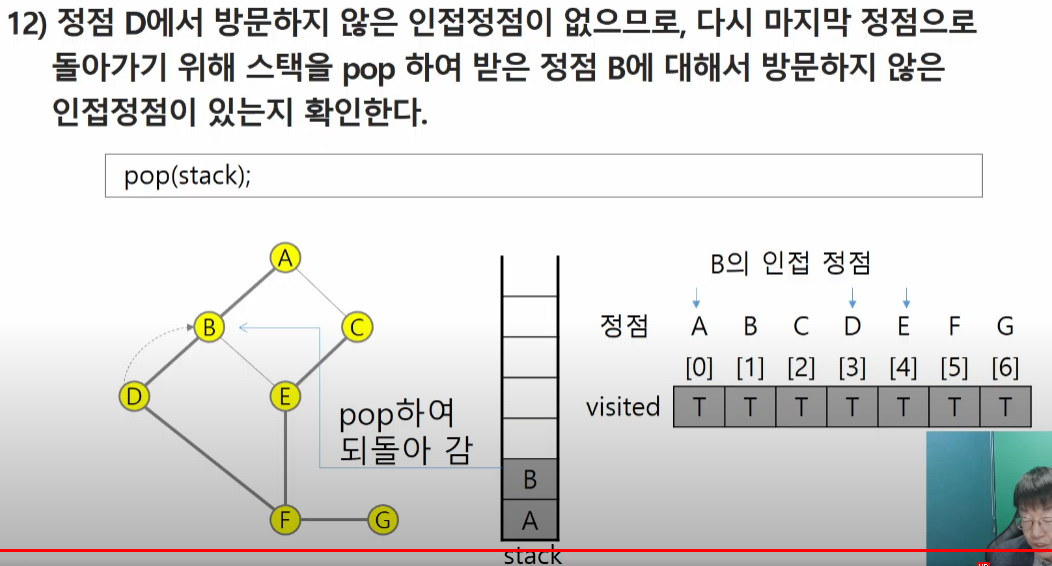 12) 정점 D에서 방문하지 않은 인접정점이 없으므로, 다시 마지막 정점으로
돌아가기 위해 스택을 pop 하여 받은 정점 B에 대해서 방문하지 않은
인접정점이 있는지 확인한다.
pop(stack);
A
B
C
D
E
F
G
pop하여
되돌아 감
B
A
stack
B의 인접 정점
정점 A B C D E F G
[0] [1] [2] [3] [4] [5] [6]
visited T T T T T T T